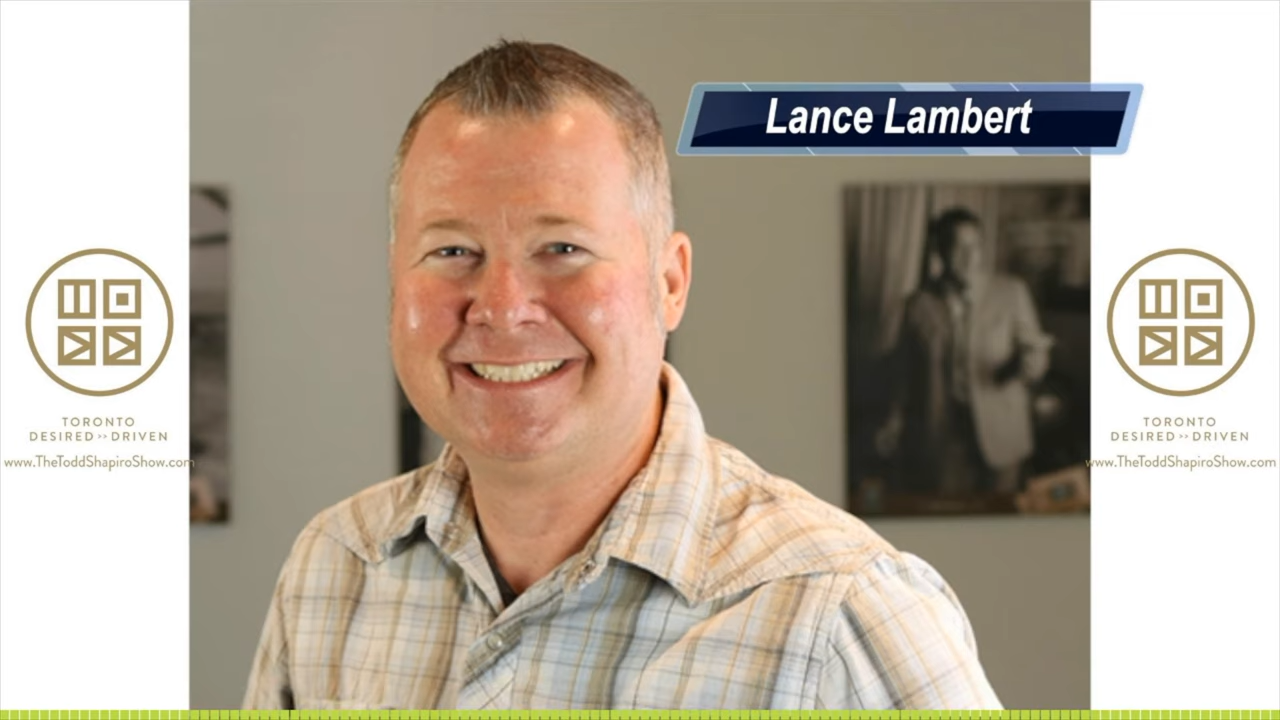 Lance Lambert
TORONTO
DESIRED >> DRIVEN
www.TheToddShapiroShow.com
TORONTO
DESIRED >> DRIVEN
www.TheToddShapiroShow.com